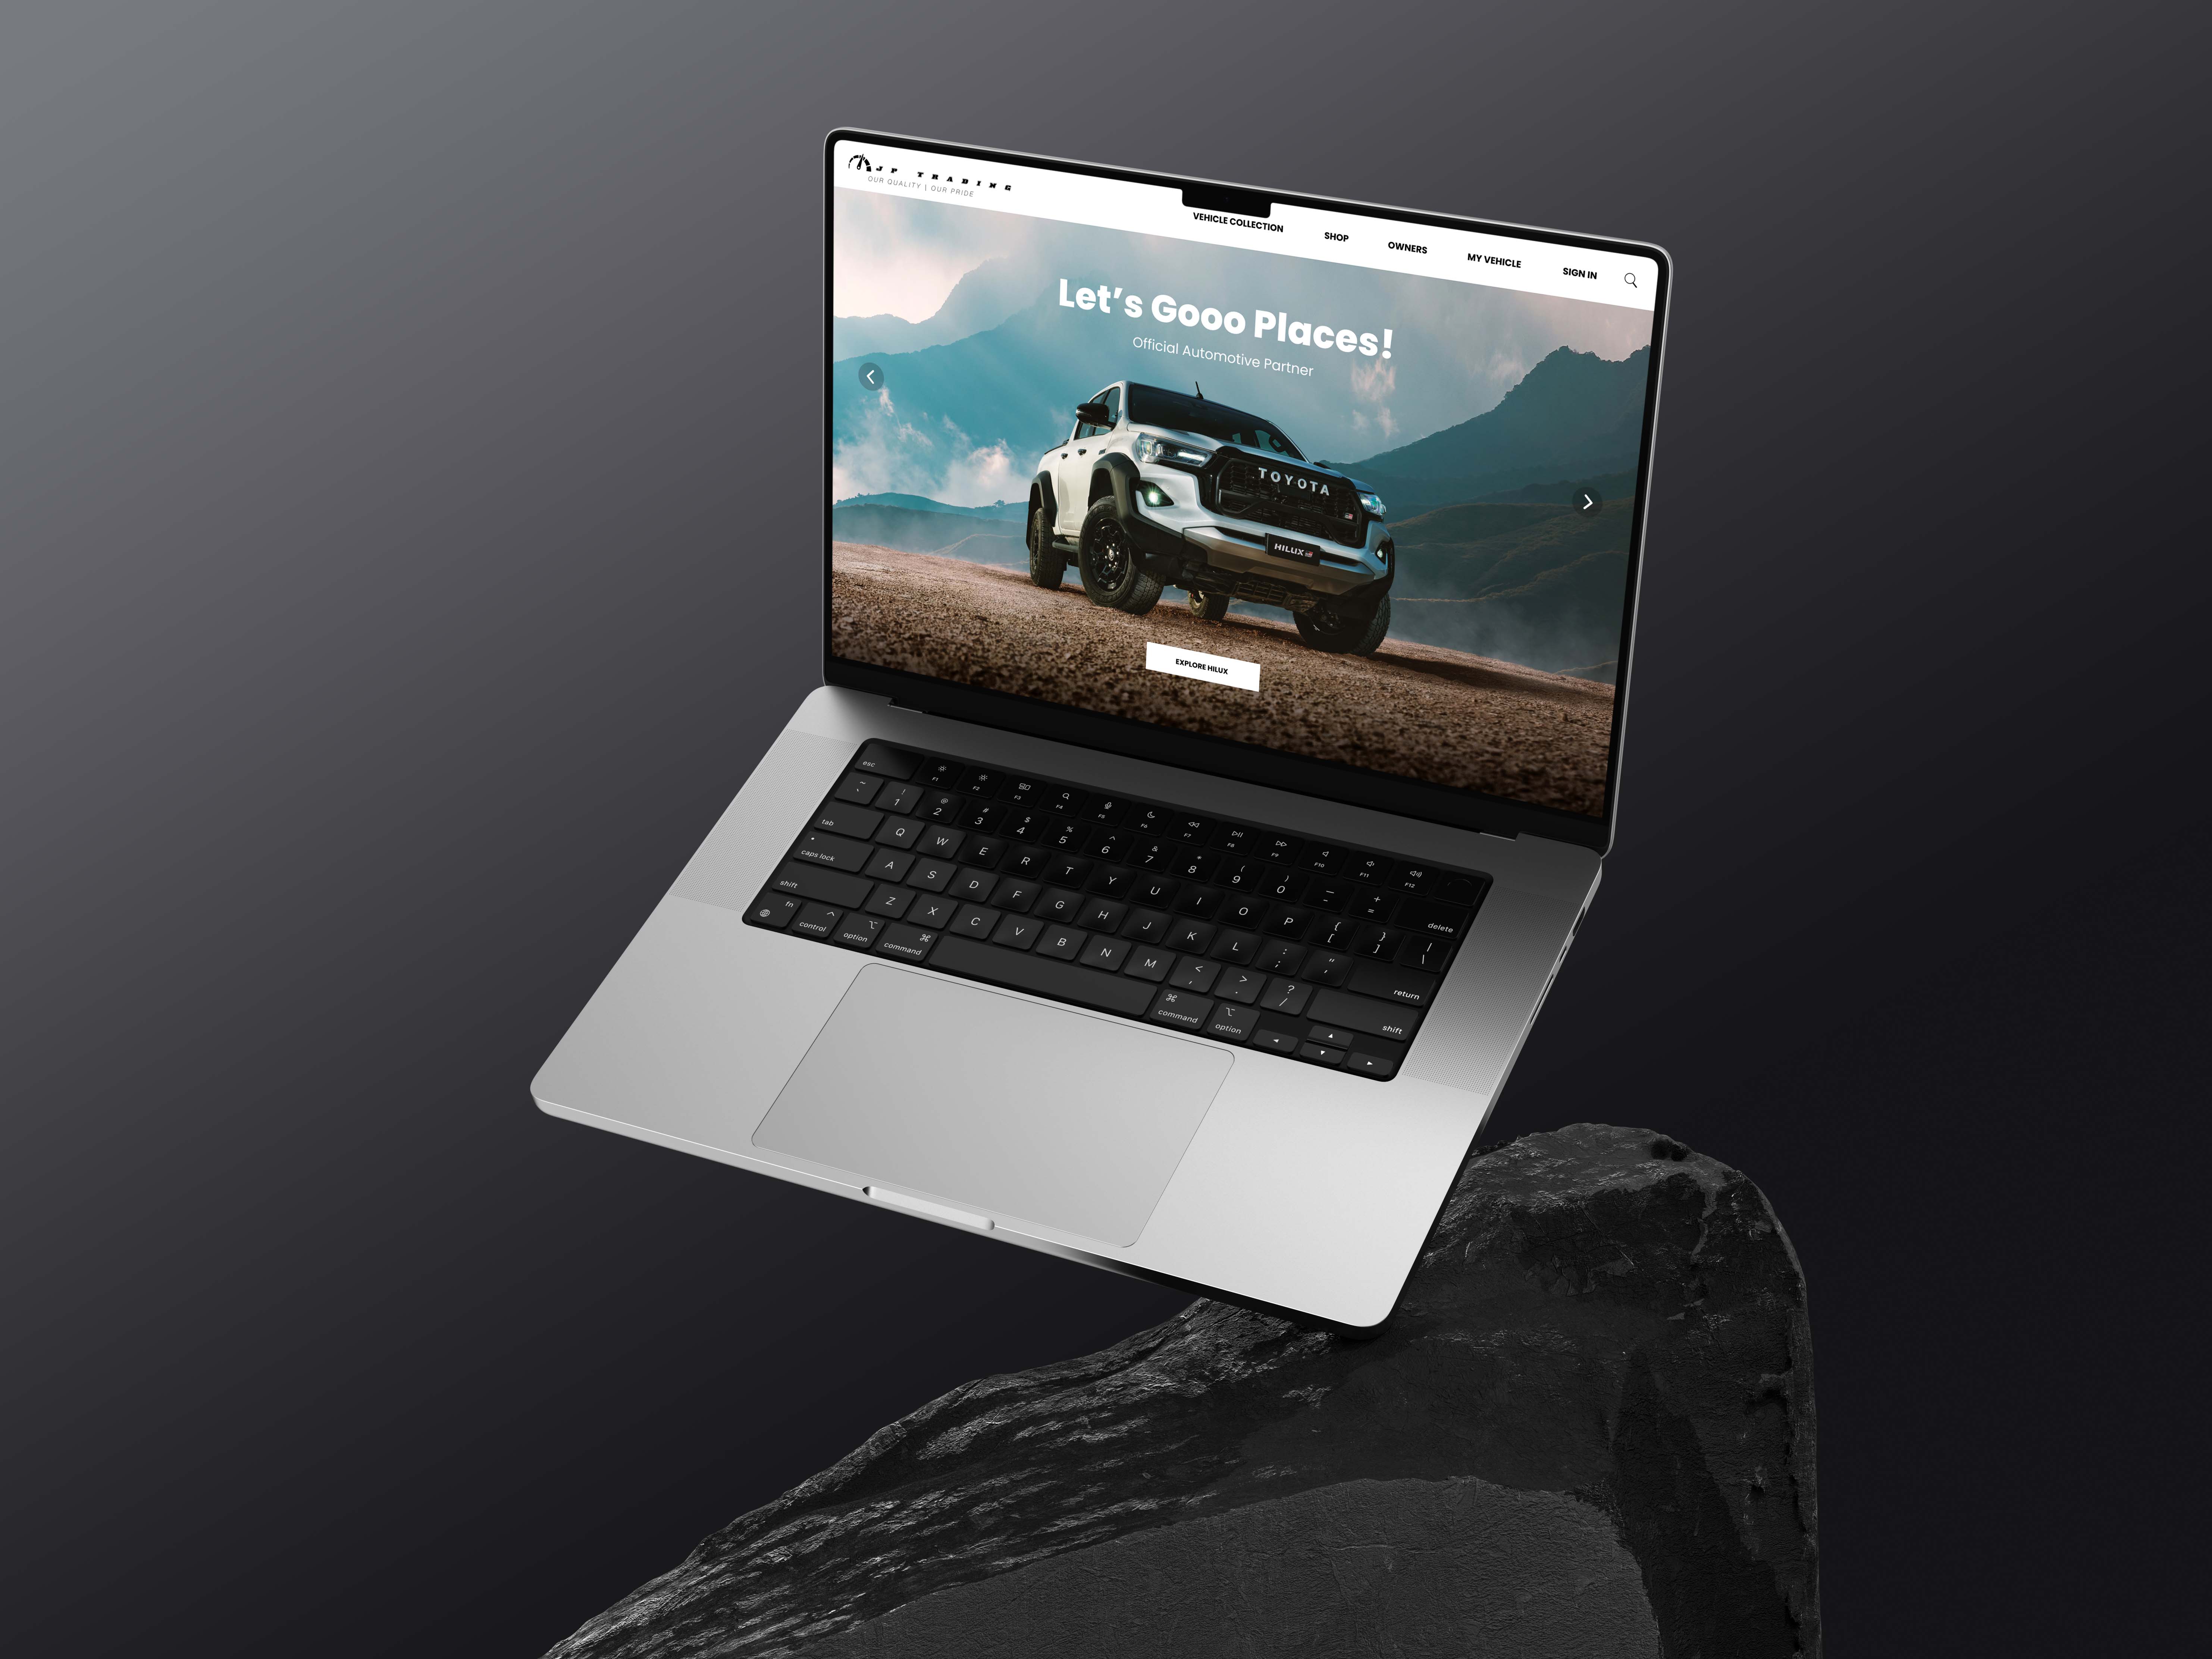 JP TRADING
OUR QUALITY | OUR PRIDE
VEHICLE COLLECTION SHOP OWNERS MY VEHICLE SIGN IN
Let's Gooo Places!
Official Automotive Partner
TOYOTA
HILUX
EXPLORE HILUX
esc F1 F2 F3 F4 F5 F6 F7 F8 F9 F10 F11 F12
~ ` ! 1 @ 2 # 3 $ 4 % 5 ^ 6 & 7 * 8 ( 9 ) 0 — - + = delete
tab Q W E R T Y U I O P { [ } ] | \
caps lock A S D F G H J K L : ; " ' return
shift Z X C V B N M < , > . ? / shift
fn control ^ option ⌥ command ⌘ ⌘ command ⌥ option